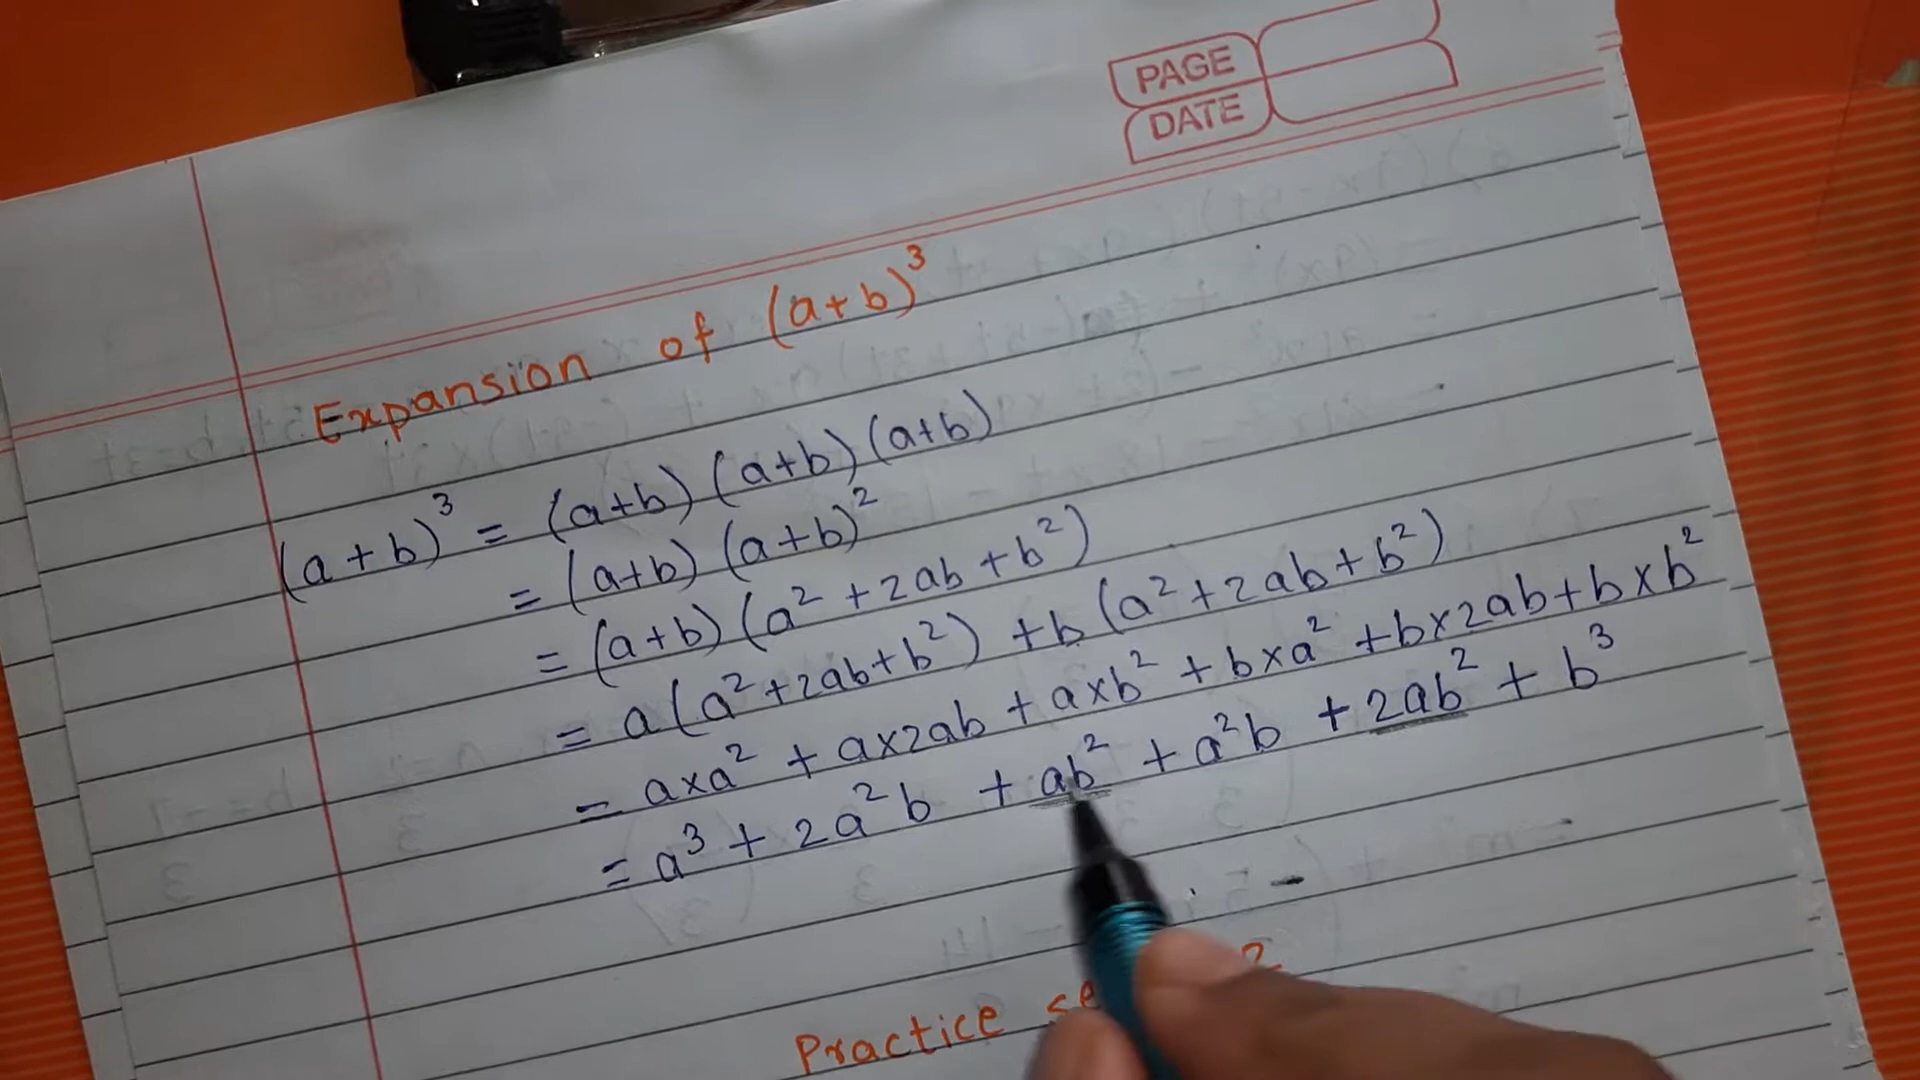 PAGE
DATE
Expansion of (a+b)³
(a+b)³ = (a+b) (a+b) (a+b)
= (a+b) (a+b)²
= (a+b) (a² + 2ab + b²)
= a(a² + 2ab + b²) + b(a² + 2ab + b²)
= a×a² + a×2ab + a×b² + b×a² + b×2ab + b×b²
= a³ + 2a²b + ab² + a²b + 2ab² + b³
Practice 2